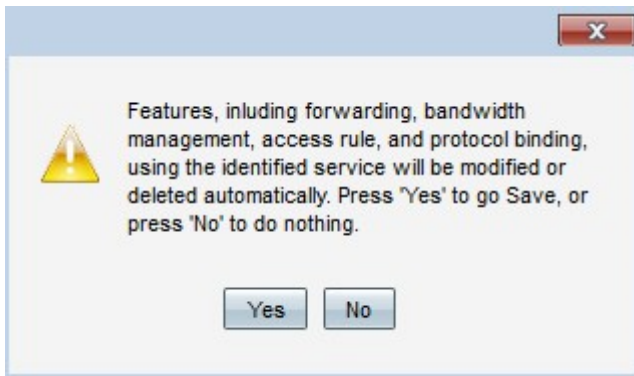 Features, inluding forwarding, bandwidth
management, access rule, and protocol binding,
using the identified service will be modified or
deleted automatically. Press 'Yes' to go Save, or
press 'No' to do nothing.
Yes No